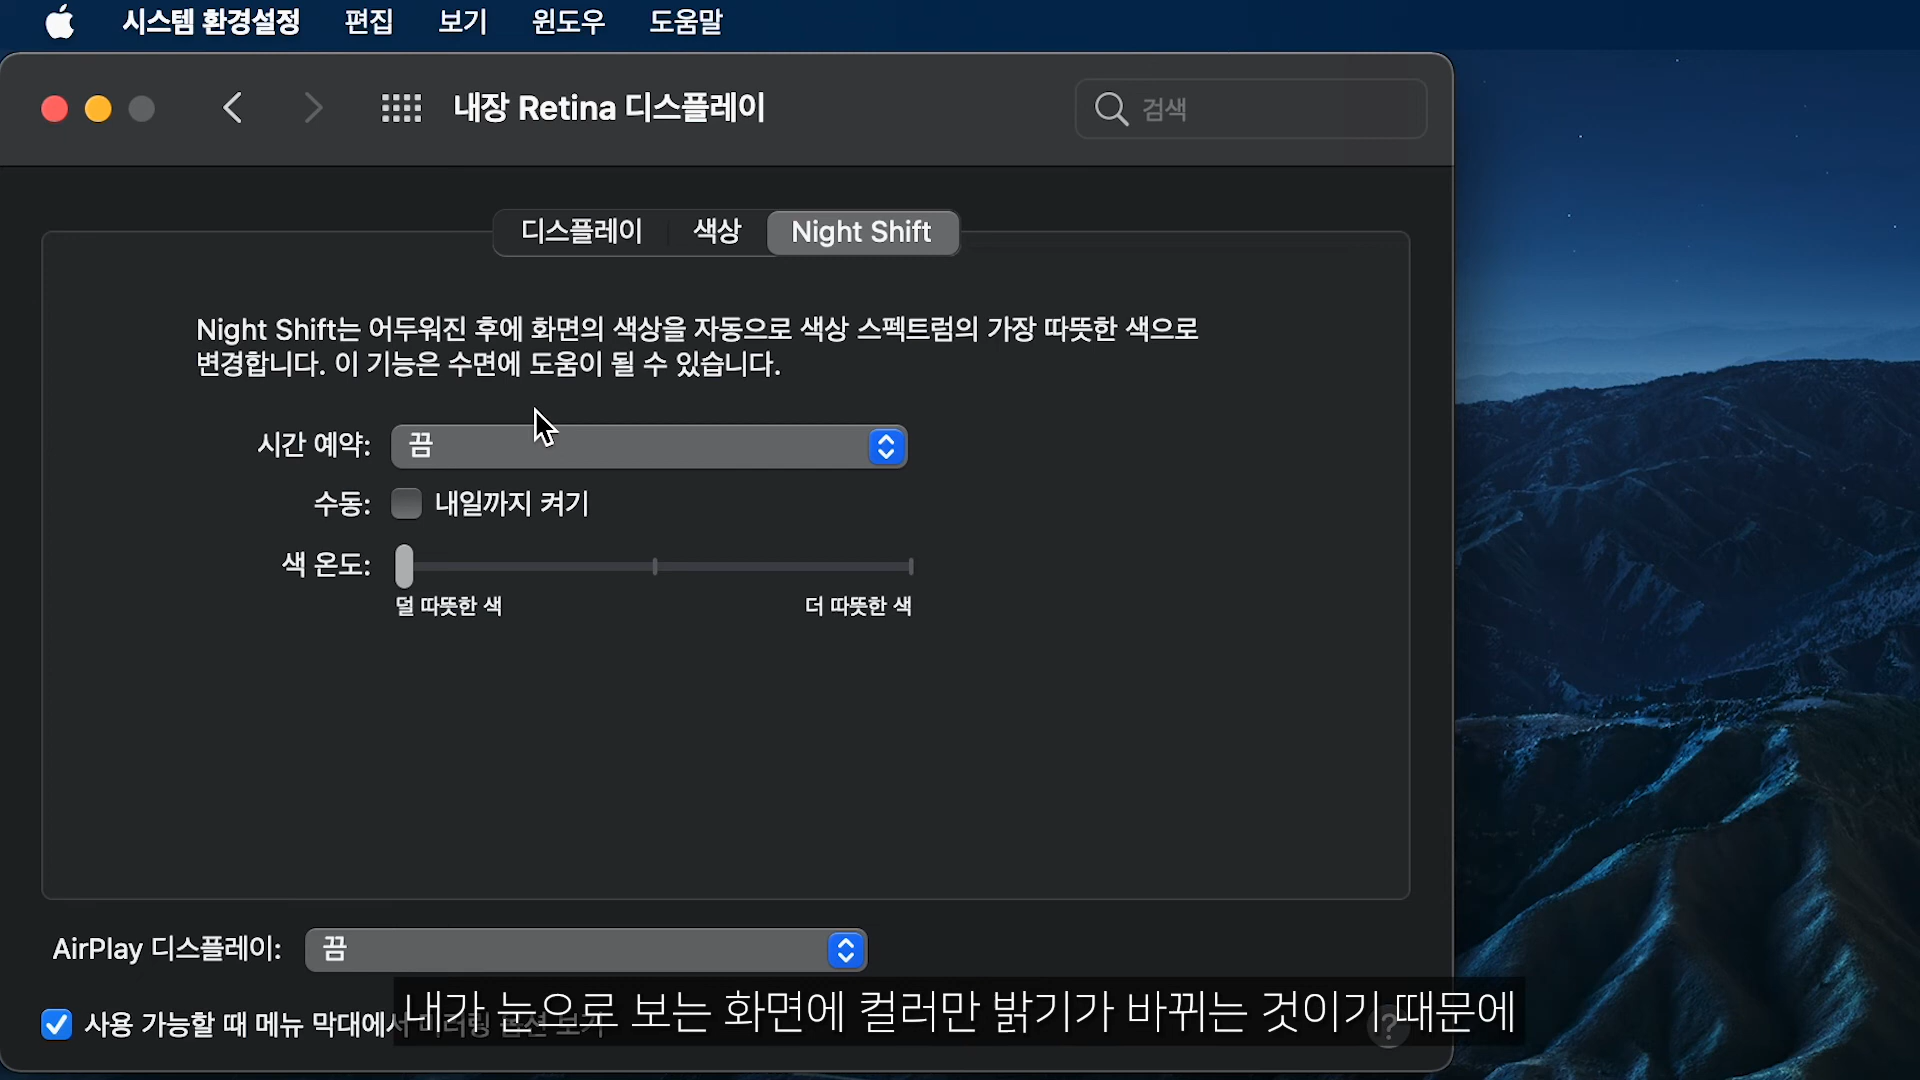 시스템 환경설정 편집 보기 윈도우 도움말
내장 Retina 디스플레이 검색
디스플레이 색상 Night Shift
Night Shift는 어두워진 후에 화면의 색상을 자동으로 색상 스펙트럼의 가장 따뜻한 색으로
변경합니다. 이 기능은 수면에 도움이 될 수 있습니다.
시간 예약: 끔
수동: 내일까지 켜기
색 온도:
덜 따뜻한 색 더 따뜻한 색
AirPlay 디스플레이: 끔
사용 가능할 때 메뉴 막대에서 미러링 옵션 보기 ?
내가 눈으로 보는 화면에 컬러만 밝기가 바뀌는 것이기 때문에